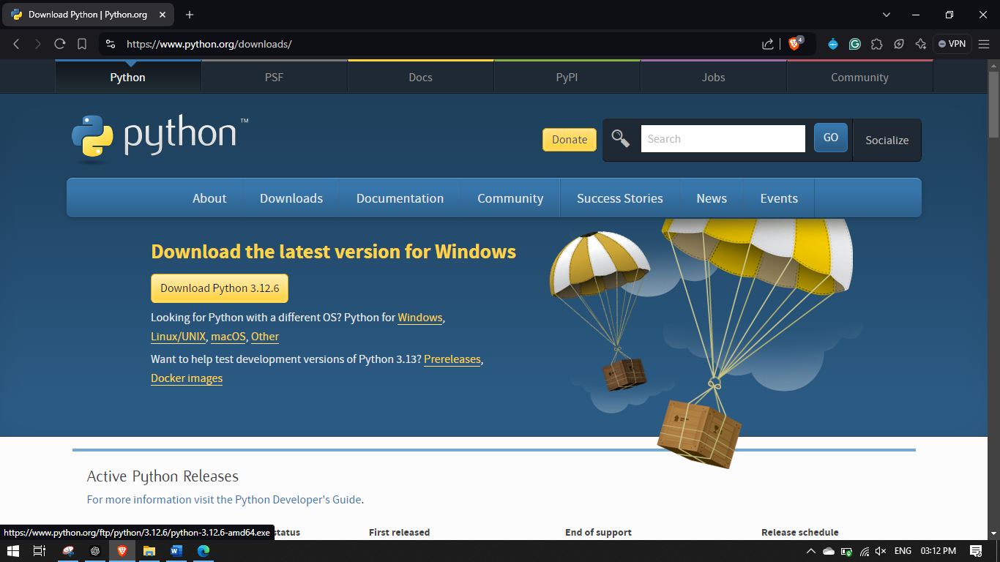 Download Python | Python.org
https://www.python.org/downloads/
4
VPN
Python PSF Docs PyPI Jobs Community
python™
Donate
Search
GO
Socialize
About Downloads Documentation Community Success Stories News Events
Download the latest version for Windows
Download Python 3.12.6
Looking for Python with a different OS? Python for Windows,
Linux/UNIX, macOS, Other
Want to help test development versions of Python 3.13? Prereleases,
Docker images
Active Python Releases
For more information visit the Python Developer's Guide.
status First released End of support Release schedule
https://www.python.org/ftp/python/3.12.6/python-3.12.6-amd64.exe
ENG 03:12 PM